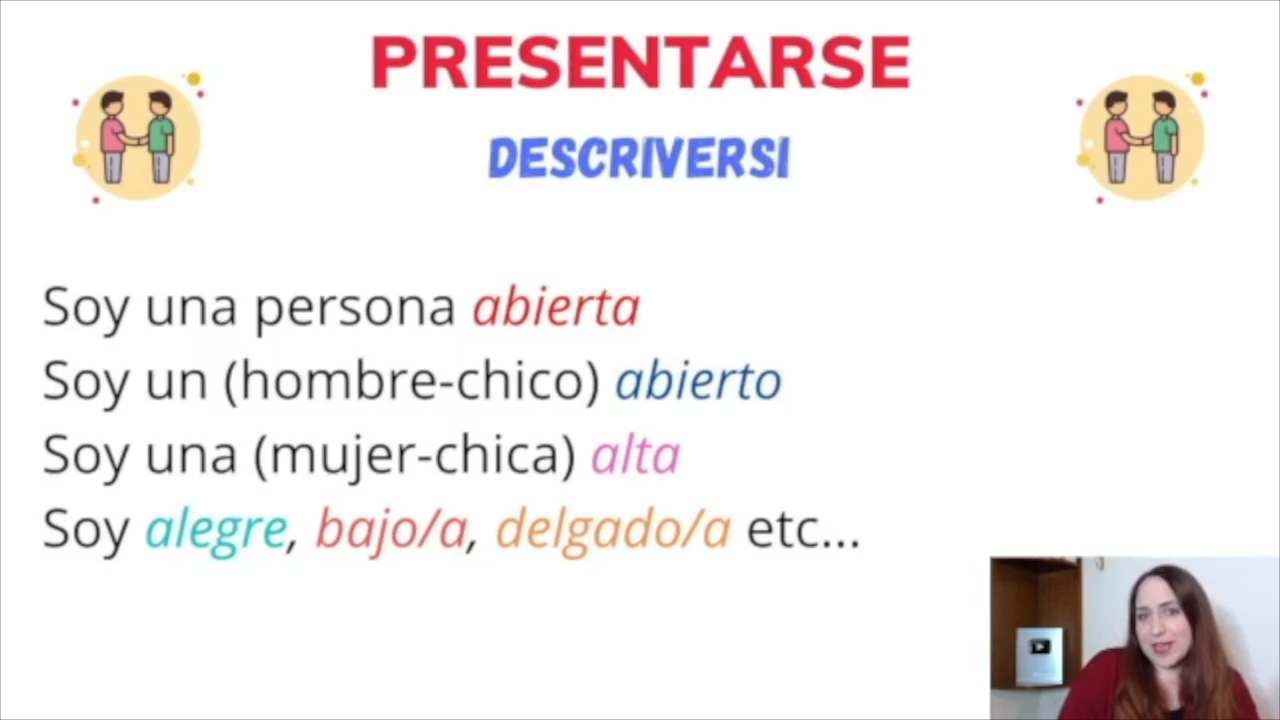 PRESENTARSE
DESCRIVERSI
Soy una persona abierta
Soy un (hombre-chico) abierto
Soy una (mujer-chica) alta
Soy alegre, bajo/a, delgado/a etc...